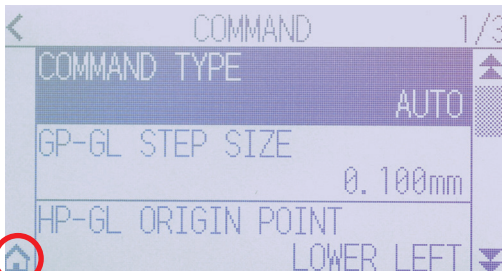 COMMAND 1/3
COMMAND TYPE
AUTO
GP-GL STEP SIZE
0.100mm
HP-GL ORIGIN POINT
LOWER LEFT